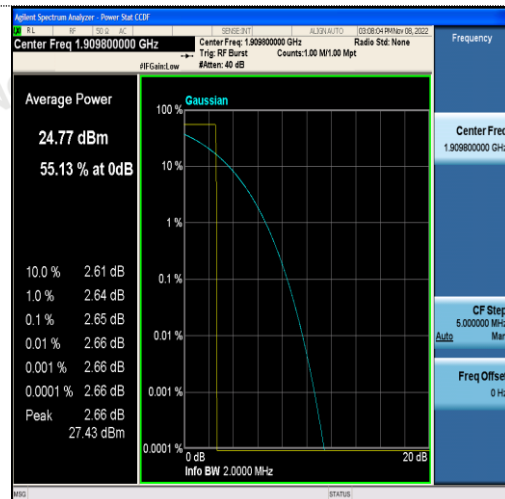 Agilent Spectrum Analyzer - Power Stat CCDF
RL RF 50 Ω AC SENSE:INT ALIGN AUTO 03:08:04 PM Nov 08, 2022
Center Freq 1.909800000 GHz
Center Freq: 1.909800000 GHz Radio Std: None
Trig: RF Burst Counts:1.00 M/1.00 Mpt
#IFGain:Low #Atten: 40 dB
Frequency
Average Power
24.77 dBm
55.13 % at 0dB
10.0 % 2.61 dB
1.0 % 2.64 dB
0.1 % 2.65 dB
0.01 % 2.66 dB
0.001 % 2.66 dB
0.0001 % 2.66 dB
Peak 2.66 dB
27.43 dBm
Gaussian
100 %
10 %
1 %
0.1 %
0.01 %
0.001 %
0.0001 %
0 dB 20 dB
Info BW 2.0000 MHz
Center Freq
1.909800000 GHz
CF Step
5.000000 MHz
Auto Man
Freq Offset
0 Hz
MSG STATUS